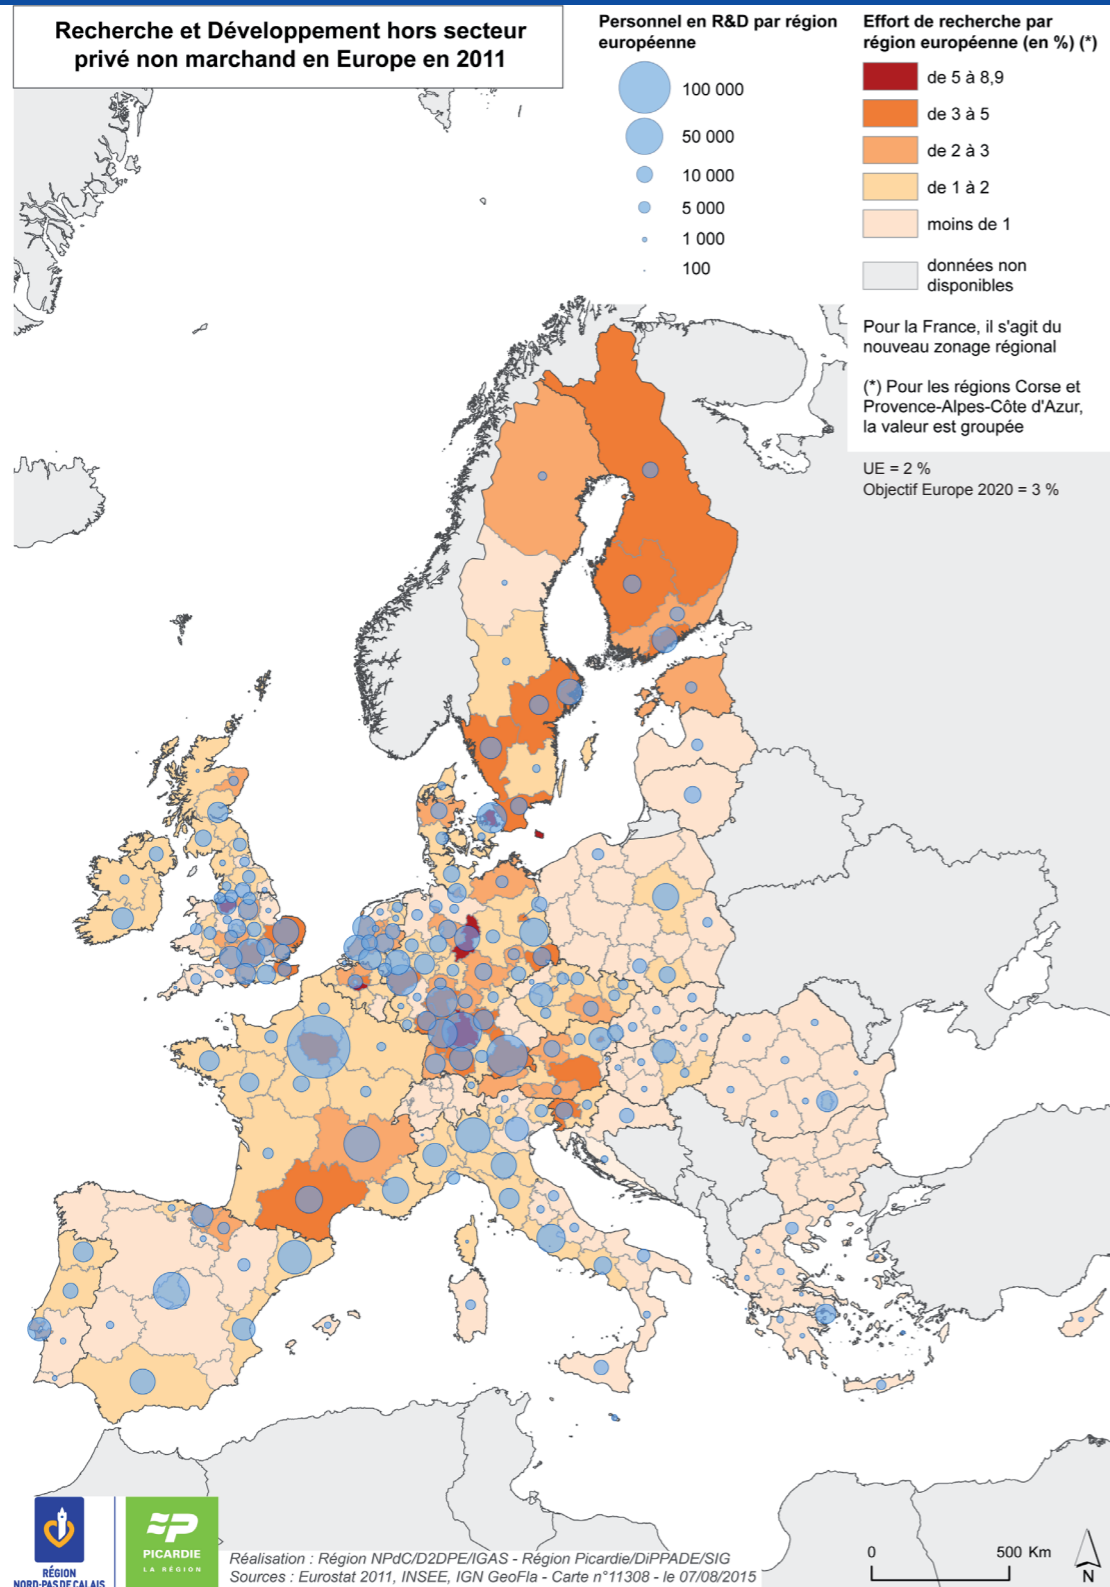 Recherche et Développement hors secteur
privé non marchand en Europe en 2011
Personnel en R&D par région
européenne
100 000
50 000
10 000
5 000
1 000
100
Effort de recherche par
région européenne (en %) (*)
de 5 à 8,9
de 3 à 5
de 2 à 3
de 1 à 2
moins de 1
données non
disponibles
Pour la France, il s'agit du
nouveau zonage régional
(*) Pour les régions Corse et
Provence-Alpes-Côte d'Azur,
la valeur est groupée
UE = 2 %
Objectif Europe 2020 = 3 %
RÉGION
NORD-PAS DE CALAIS
PICARDIE
LA RÉGION
Réalisation : Région NPdC/D2DPE/IGAS - Région Picardie/DiPPADE/SIG
Sources : Eurostat 2011, INSEE, IGN GeoFla - Carte n°11308 - le 07/08/2015
0 500 Km
N